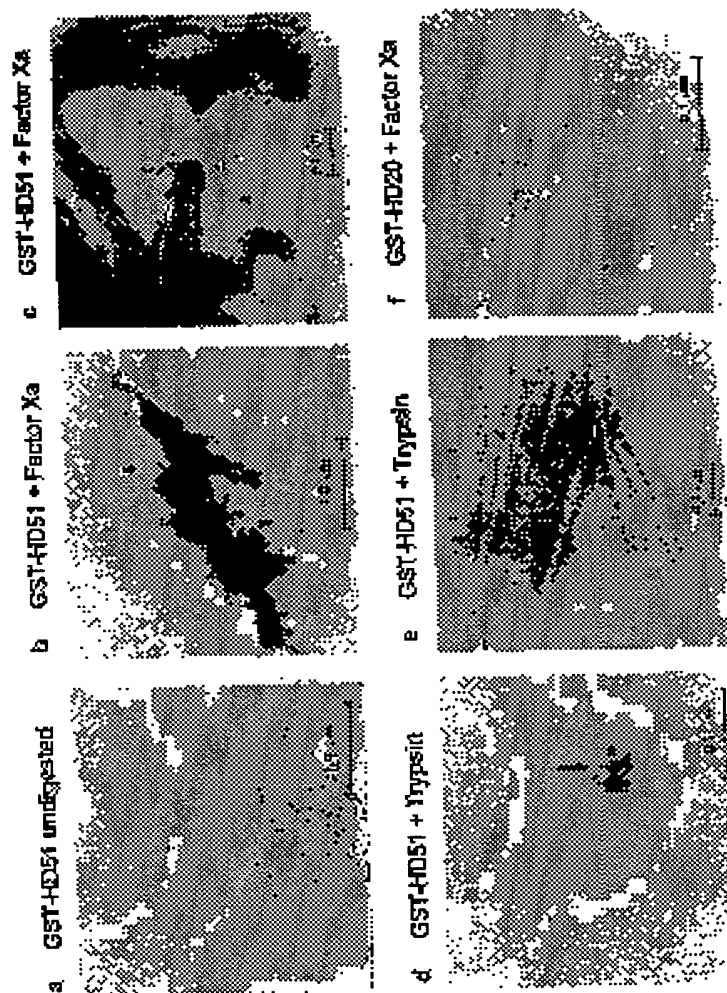 a GST-HD51 undigested
b GST-HD51 + Factor Xa
c GST-HD51 + Factor Xa
d GST-HD51 + Trypsin
e GST-HD51 + Trypsin
f GST-HD20 + Factor Xa